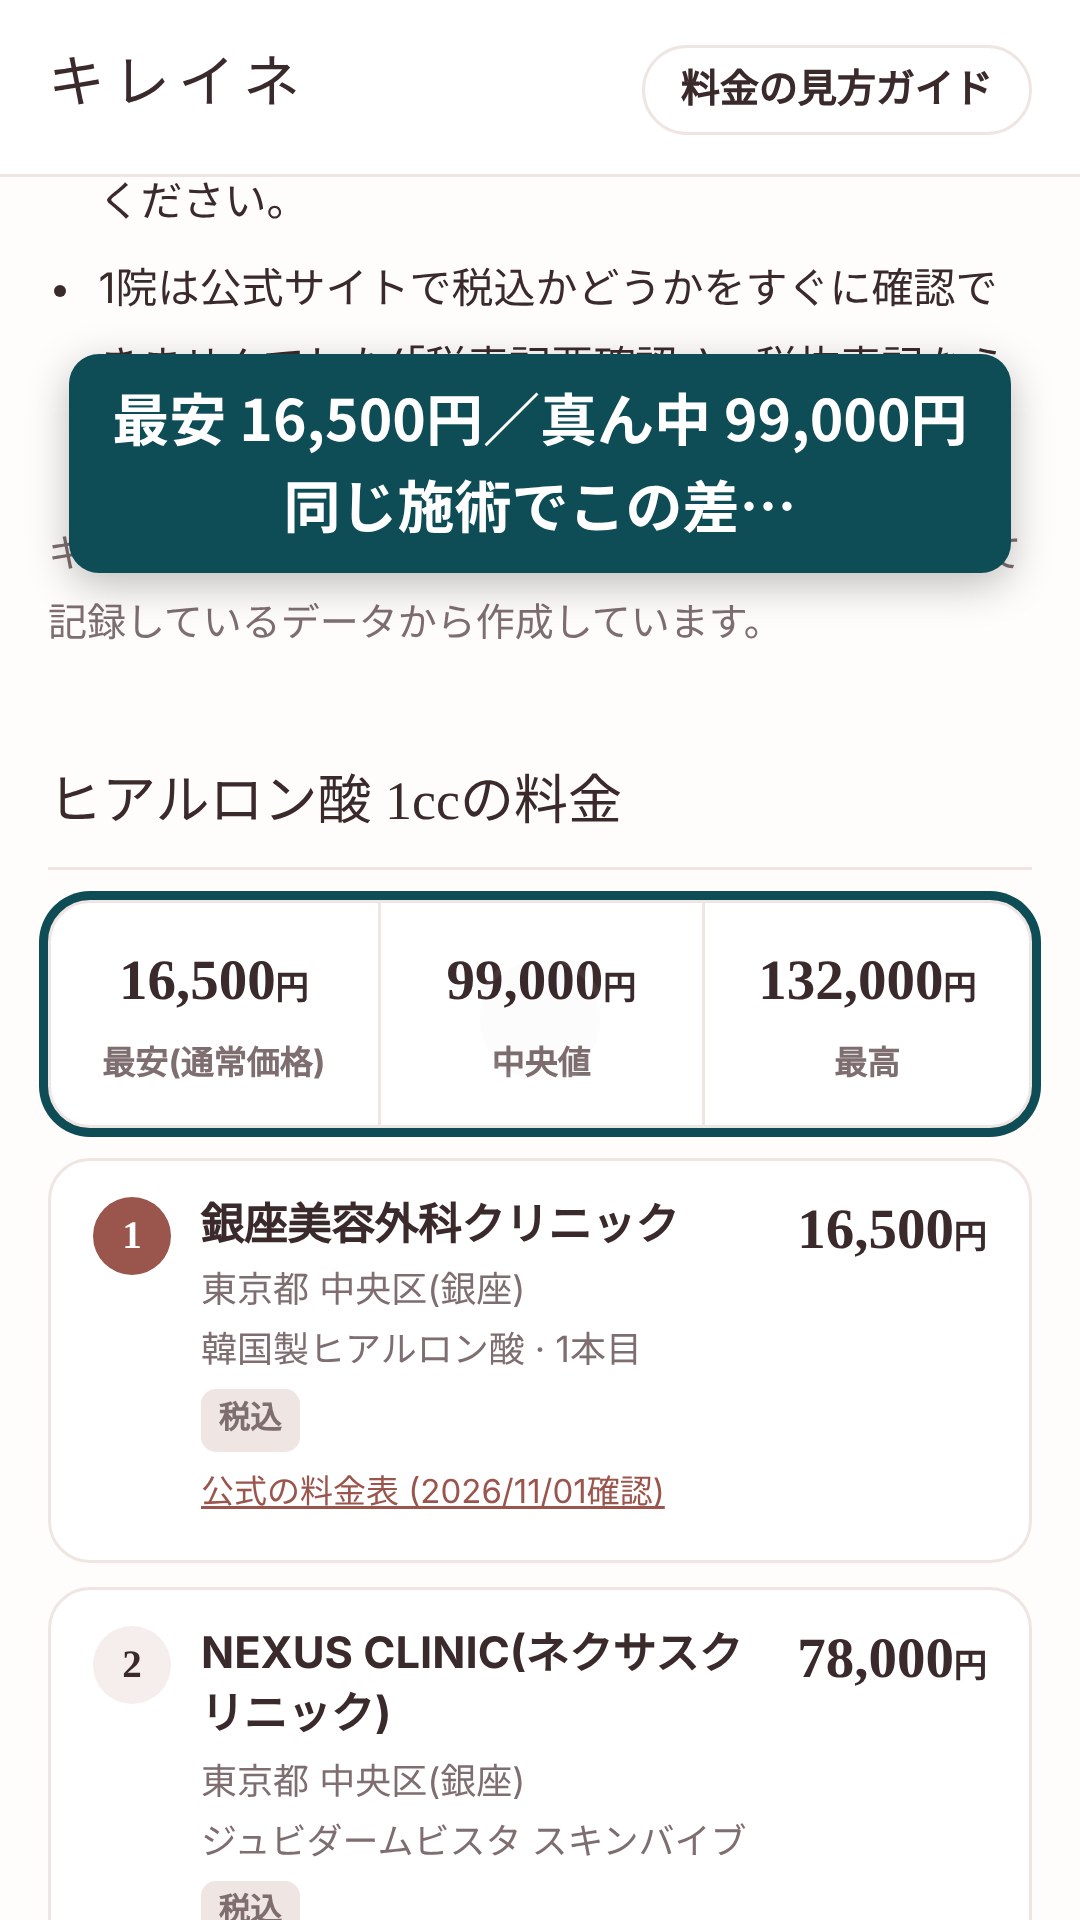 キレイネ
料金の見方ガイド
ください。
• 1院は公式サイトで税込かどうかをすぐに確認で
最安 16,500円／真ん中 99,000円
同じ施術でこの差…
記録しているデータから作成しています。
ヒアルロン酸 1ccの料金
16,500円
最安(通常価格)
99,000円
中央値
132,000円
最高
1
銀座美容外科クリニック
16,500円
東京都 中央区(銀座)
韓国製ヒアルロン酸 · 1本目
税込
公式の料金表 (2026/11/01確認)
2
NEXUS CLINIC(ネクサスク
リニック)
78,000円
東京都 中央区(銀座)
ジュビダームビスタ スキンバイブ
税込